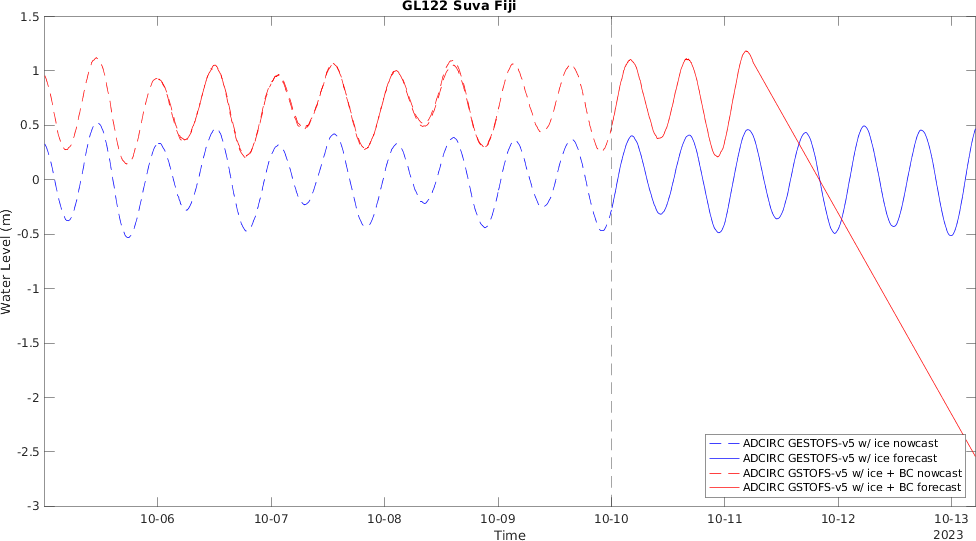 GL122 Suva Fiji
1.5
1
0.5
0
-0.5
-1
-1.5
-2
-2.5
-3
Water Level (m)
10-06 10-07 10-08 10-09 10-10 10-11 10-12 10-13
2023
Time
ADCIRC GESTOFS-v5 w/ ice nowcast
ADCIRC GESTOFS-v5 w/ ice forecast
ADCIRC GSTOFS-v5 w/ ice + BC nowcast
ADCIRC GSTOFS-v5 w/ ice + BC forecast